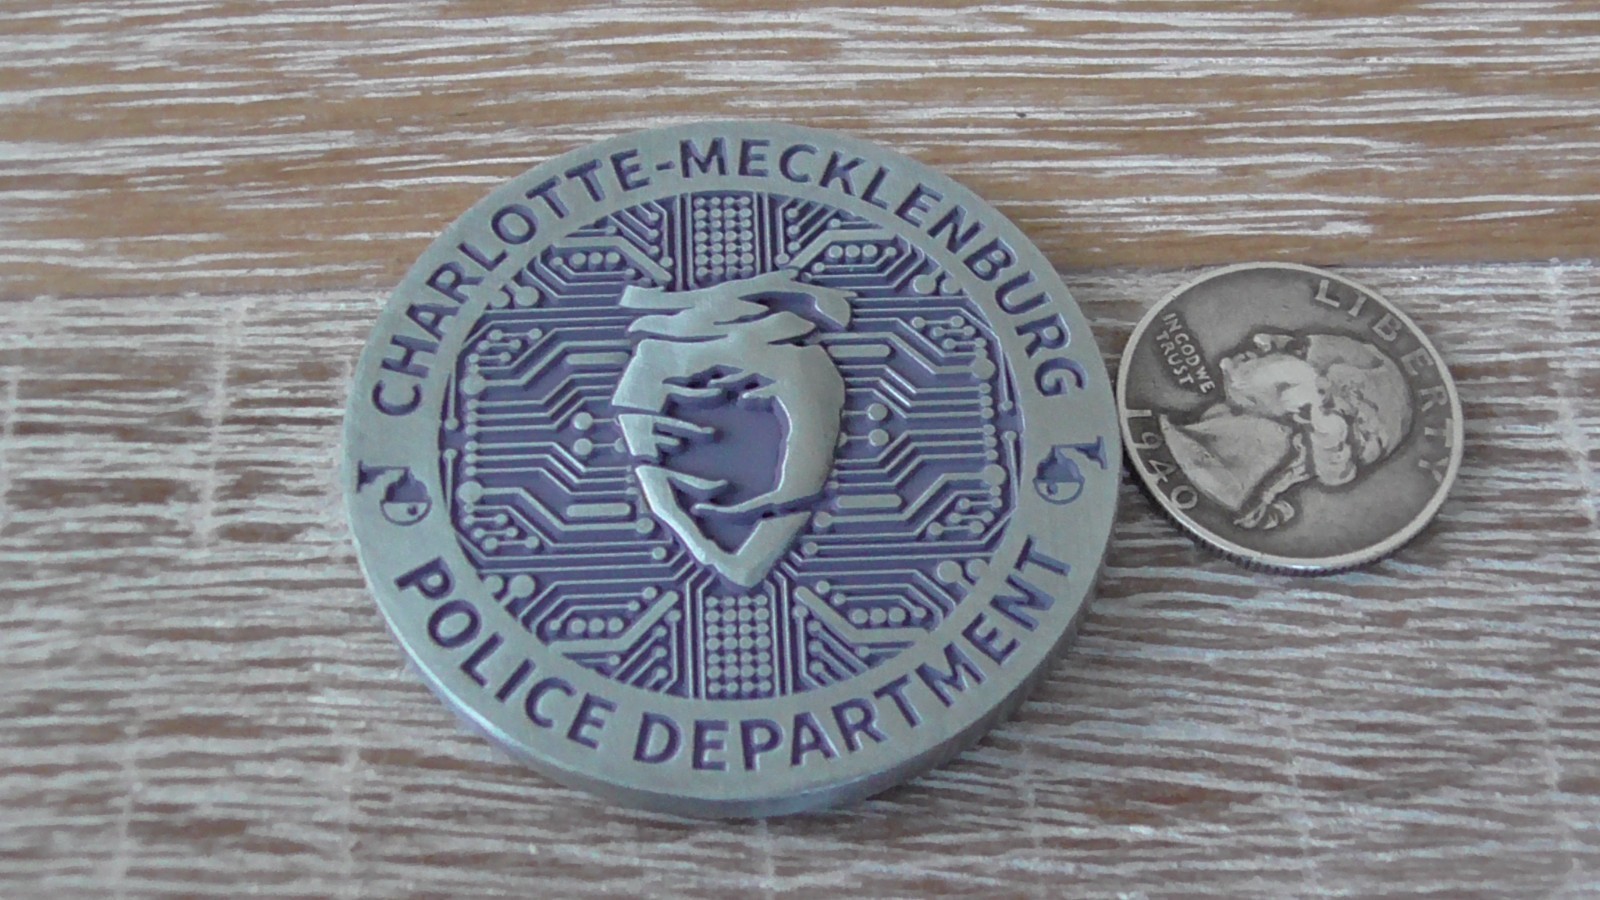 CHARLOTTE-MECKLENBURG
POLICE DEPARTMENT
LIBERTY
IN GOD WE
TRUST
1940